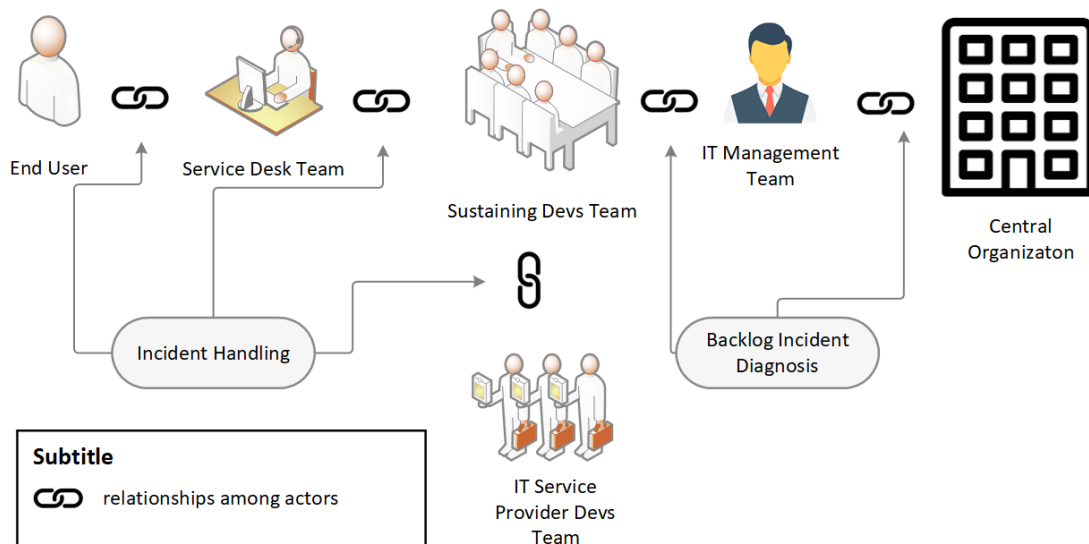 End User
Service Desk Team
IT Management
Team
Sustaining Devs Team
Central
Organizaton
Incident Handling
Backlog Incident
Diagnosis
Subtitle
relationships among actors
IT Service
Provider Devs
Team